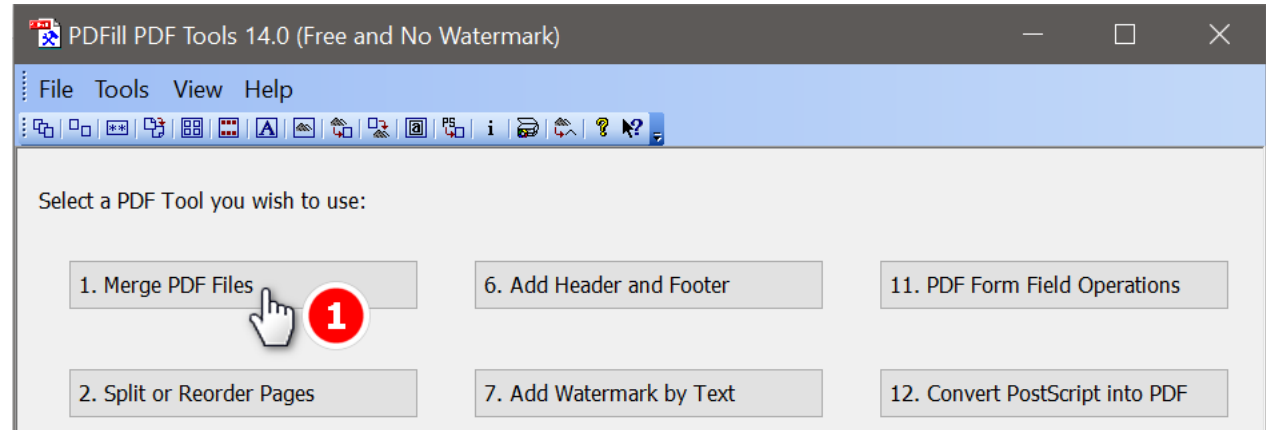 PDFill PDF Tools 14.0 (Free and No Watermark)
File Tools View Help
Select a PDF Tool you wish to use:
1. Merge PDF Files
1
6. Add Header and Footer
11. PDF Form Field Operations
2. Split or Reorder Pages
7. Add Watermark by Text
12. Convert PostScript into PDF